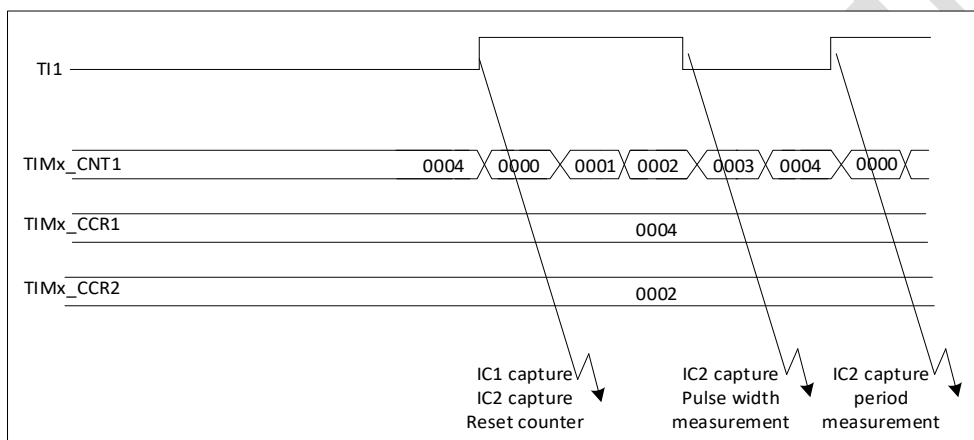 TI1
TIMx_CNT1
0004 0000 0001 0002 0003 0004 0000
TIMx_CCR1
0004
TIMx_CCR2
0002
IC1 capture
IC2 capture
Reset counter
IC2 capture
Pulse width
measurement
IC2 capture
period
measurement